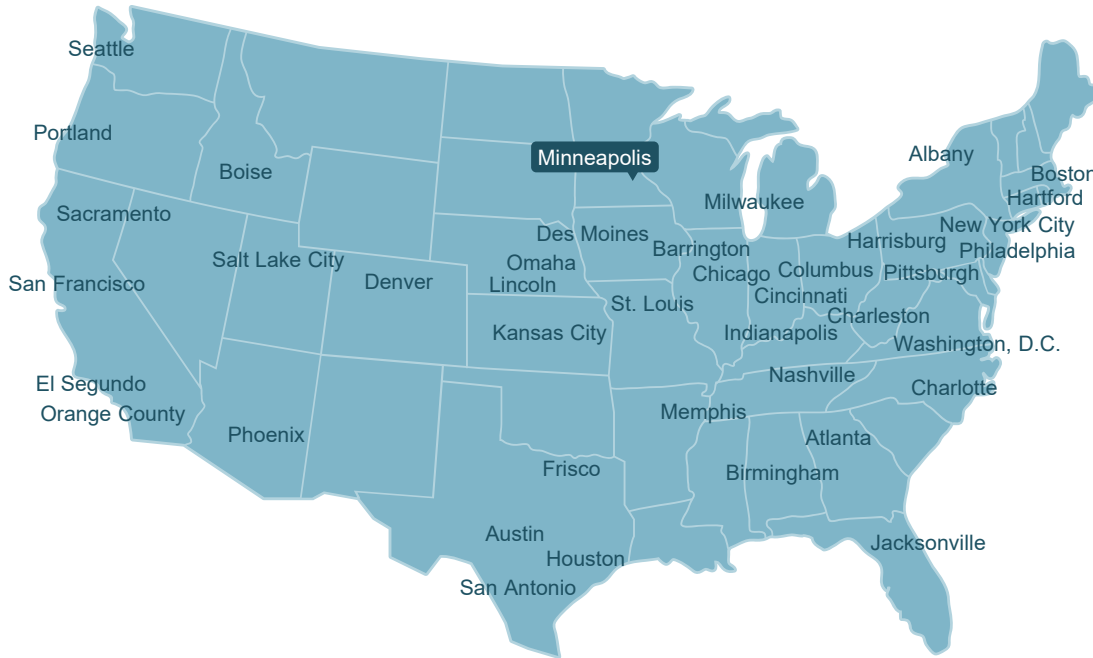 Seattle
Portland
Minneapolis
Albany
Boise
Boston
Hartford
Milwaukee
Sacramento
New York City
Des Moines
Harrisburg
Barrington
Philadelphia
Salt Lake City
Omaha
Columbus
Chicago
Pittsburgh
Denver
San Francisco
Lincoln
Cincinnati
St. Louis
Charleston
Kansas City
Indianapolis
Washington, D.C.
Nashville
El Segundo
Charlotte
Orange County
Memphis
Phoenix
Atlanta
Frisco
Birmingham
Austin
Jacksonville
Houston
San Antonio